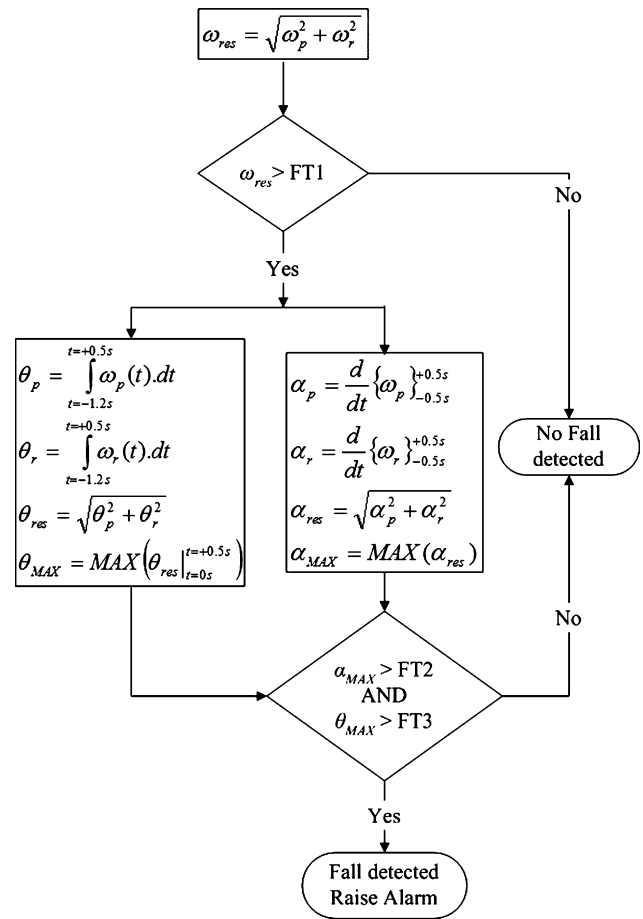 ω_res = √(ω_p² + ω_r²)
ω_res > FT1
No
Yes
θ_p = ∫_{t=−1.2s}^{t=+0.5s} ω_p(t).dt
θ_r = ∫_{t=−1.2s}^{t=+0.5s} ω_r(t).dt
θ_res = √(θ_p² + θ_r²)
θ_MAX = MAX(θ_res|_{t=0s}^{t=+0.5s})
α_p = d/dt {ω_p}_{−0.5s}^{+0.5s}
α_r = d/dt {ω_r}_{−0.5s}^{+0.5s}
α_res = √(α_p² + α_r²)
α_MAX = MAX(α_res)
No Fall
detected
No
α_MAX > FT2
AND
θ_MAX > FT3
Yes
Fall detected
Raise Alarm